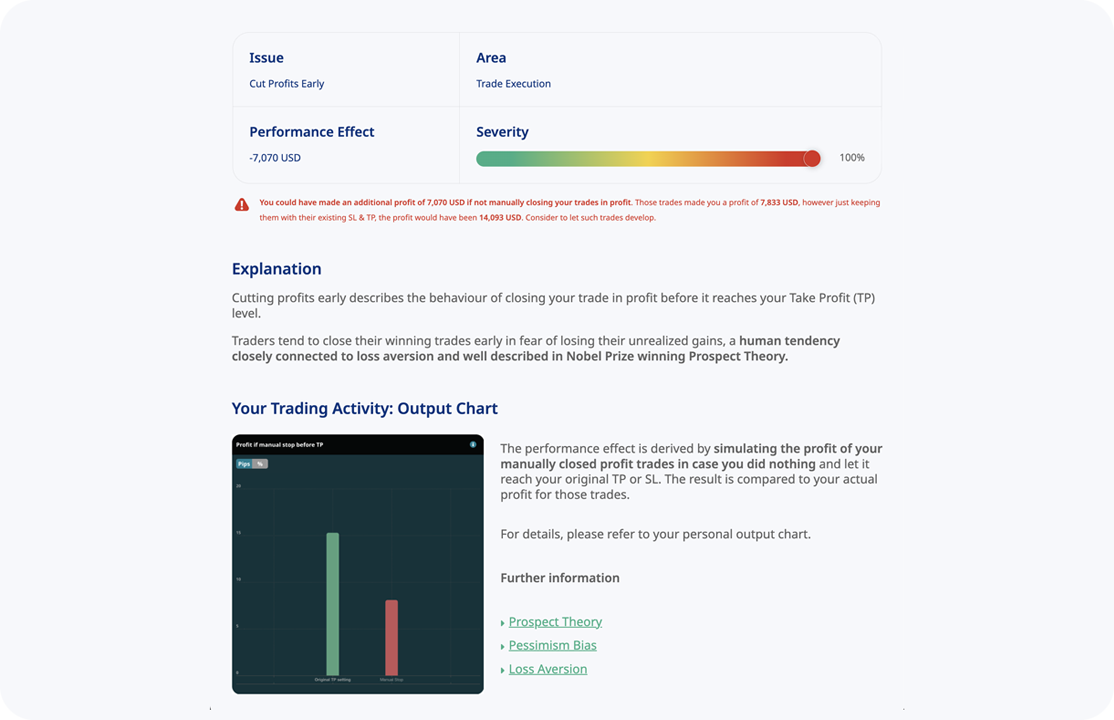 Issue
Area
Cut Profits Early
Trade Execution
Performance Effect
Severity
-7,070 USD
100%
You could have made an additional profit of 7,070 USD if not manually closing your trades in profit. Those trades made you a profit of 7,833 USD, however just keeping
them with their existing SL & TP, the profit would have been 14,093 USD. Consider to let such trades develop.
Explanation
Cutting profits early describes the behaviour of closing your trade in profit before it reaches your Take Profit (TP)
level.
Traders tend to close their winning trades early in fear of losing their unrealized gains, a human tendency
closely connected to loss aversion and well described in Nobel Prize winning Prospect Theory.
Your Trading Activity: Output Chart
Profit if manual stop before TP
Pips %
20
15
10
5
0
Original TP setting
Manual Stop
The performance effect is derived by simulating the profit of your
manually closed profit trades in case you did nothing and let it
reach your original TP or SL. The result is compared to your actual
profit for those trades.
For details, please refer to your personal output chart.
Further information
Prospect Theory
Pessimism Bias
Loss Aversion